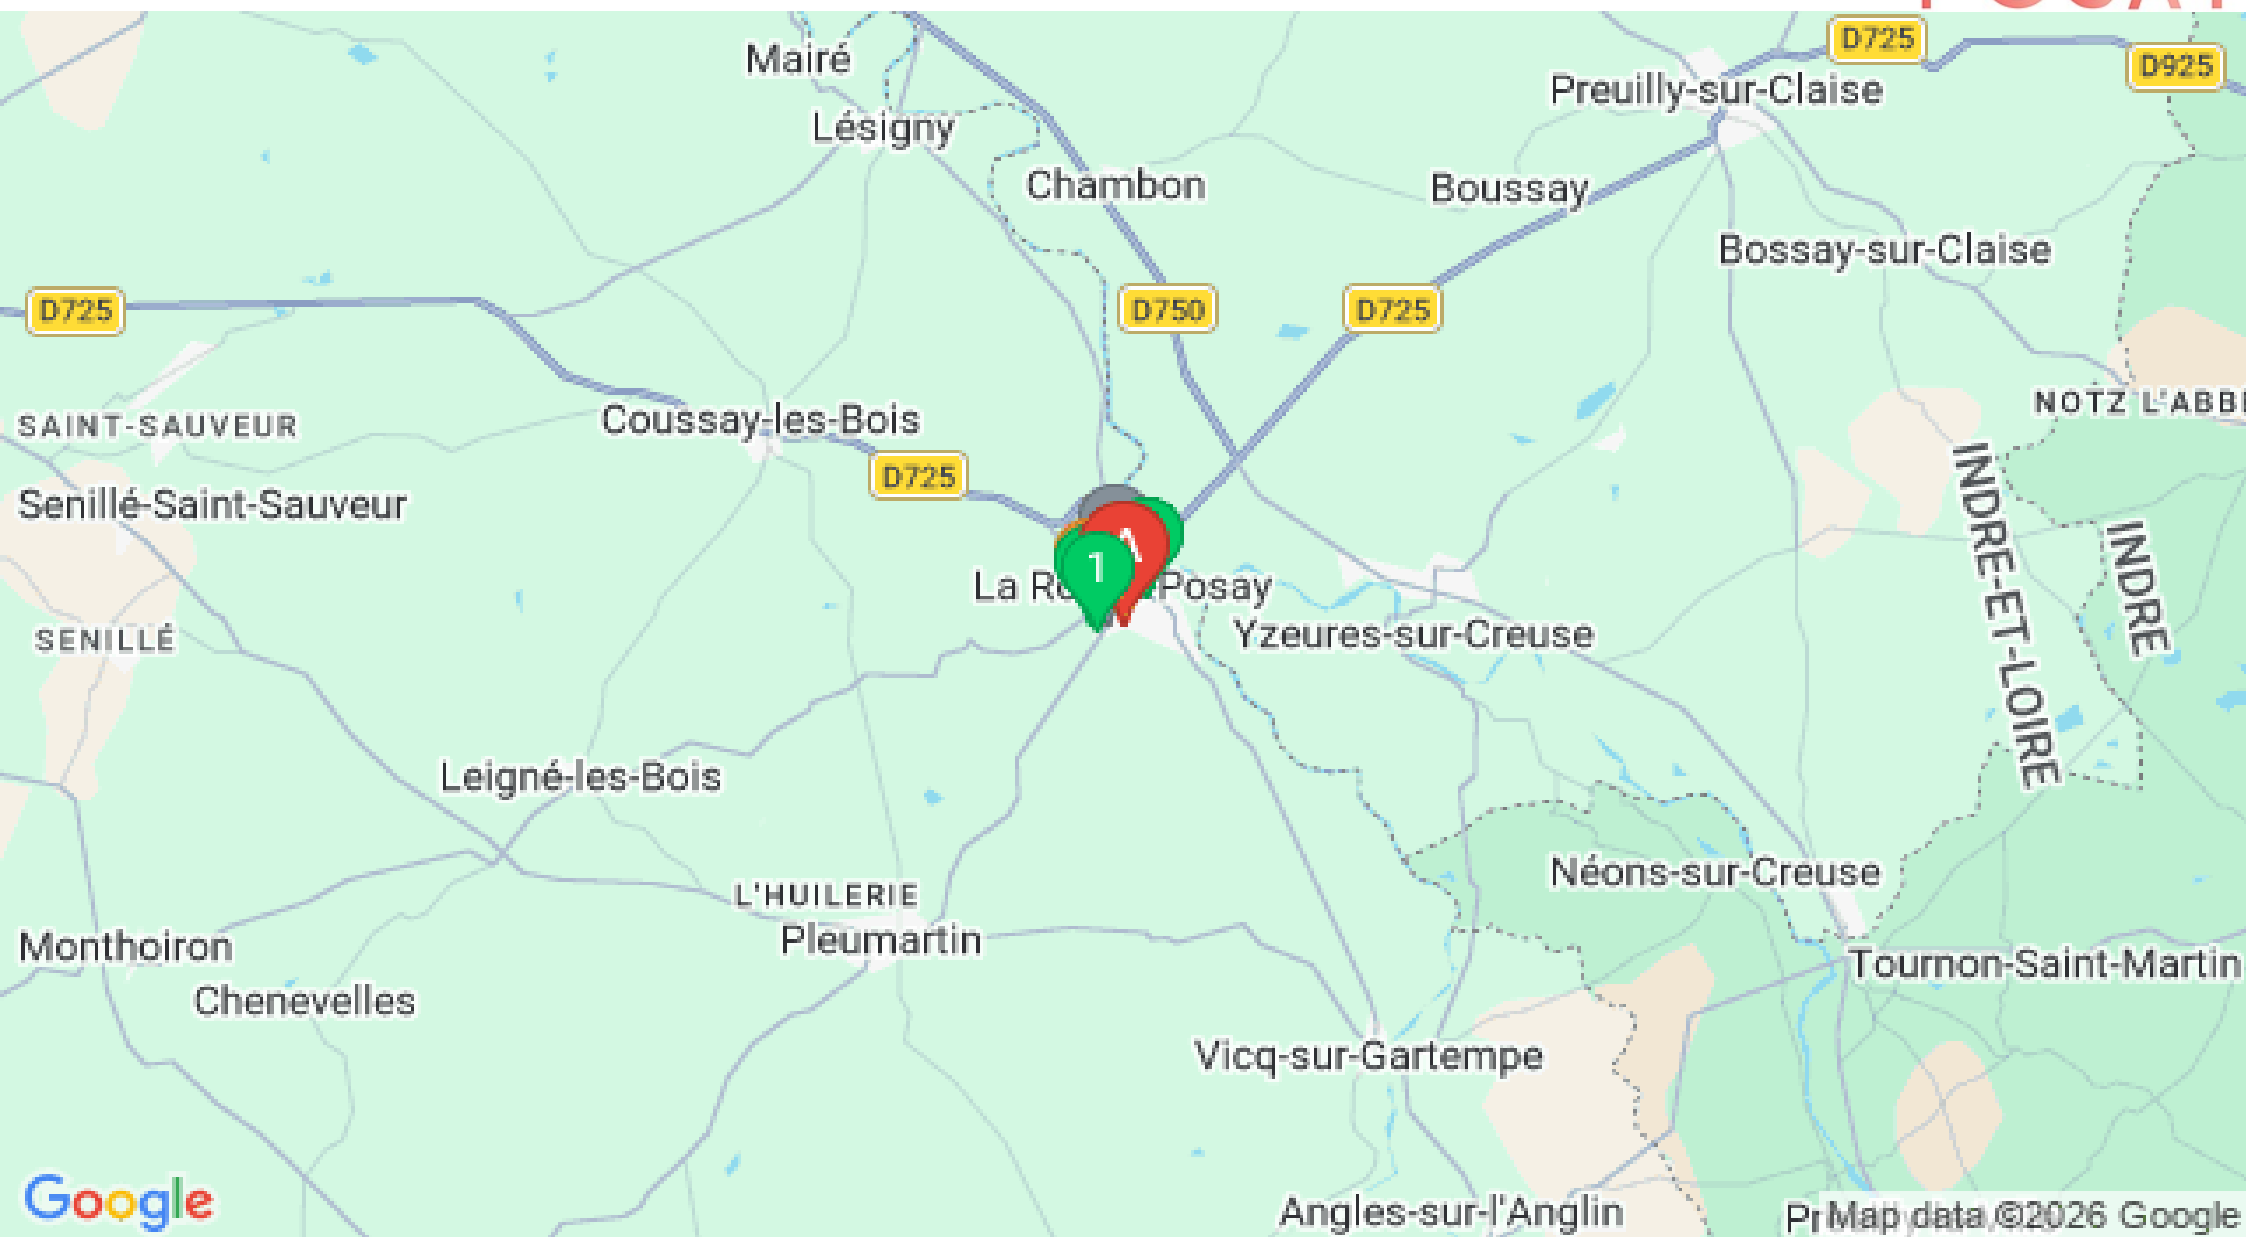 D725
D925
Mairé
Preuilly-sur-Claise
Lésigny
Chambon
Boussay
Bossay-sur-Claise
D725
D750
D725
NOTZ L'ABB
Coussay-les-Bois
SAINT-SAUVEUR
D725
Senillé-Saint-Sauveur
INDRE-ET-LOIRE
INDRE
1
La Ro Posay
Yzeures-sur-Creuse
SENILLÉ
Leigné-les-Bois
Néons-sur-Creuse
L'HUILERIE
Pleumartin
Monthoiron
Tournon-Saint-Martin
Chenevelles
Vicq-sur-Gartempe
Google
Angles-sur-l'Anglin
Map data ©2026 Google